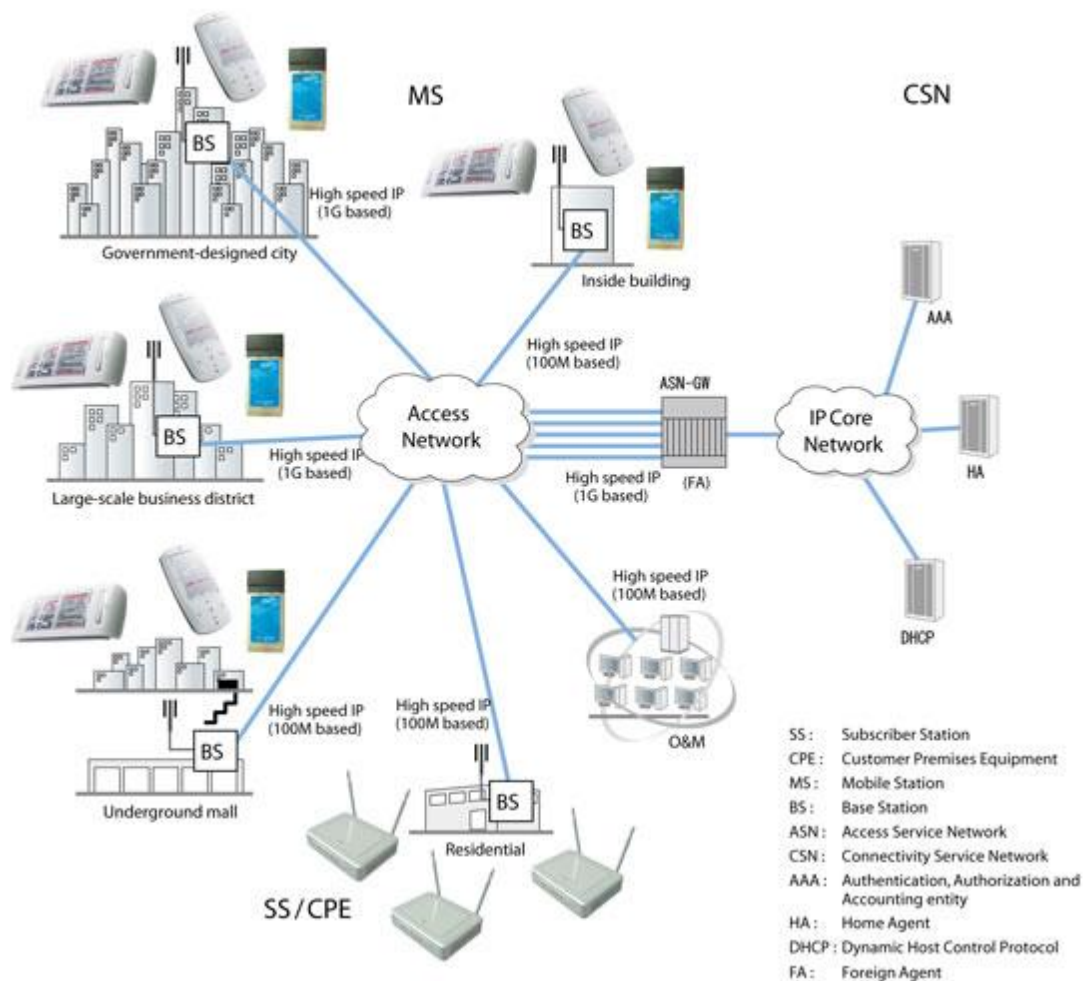 MS
CSN
BS
High speed IP
(1G based)
Government-designed city
BS
Inside building
High speed IP
(100M based)
AAA
BS
High speed IP
(1G based)
Large-scale business district
Access
Network
ASN-GW
High speed IP
(1G based)
(FA)
IP Core
Network
HA
DHCP
High speed IP
(100M based)
O&M
BS
High speed IP
(100M based)
Underground mall
High speed IP
(100M based)
BS
Residential
SS / CPE
SS : Subscriber Station
CPE : Customer Premises Equipment
MS : Mobile Station
BS : Base Station
ASN : Access Service Network
CSN : Connectivity Service Network
AAA : Authentication, Authorization and
Accounting entity
HA : Home Agent
DHCP : Dynamic Host Control Protocol
FA : Foreign Agent